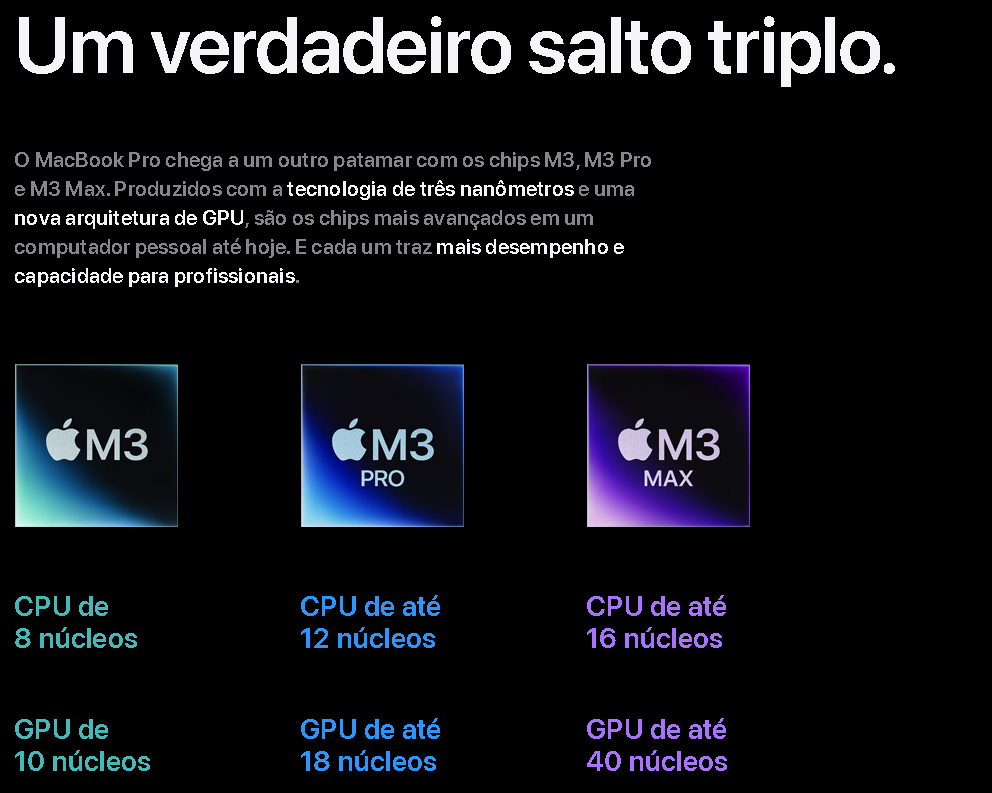 Um verdadeiro salto triplo.
O MacBook Pro chega a um outro patamar com os chips M3, M3 Pro
e M3 Max. Produzidos com a tecnologia de três nanômetros e uma
nova arquitetura de GPU, são os chips mais avançados em um
computador pessoal até hoje. E cada um traz mais desempenho e
capacidade para profissionais.
M3
M3
PRO
M3
MAX
CPU de
8 núcleos
CPU de até
12 núcleos
CPU de até
16 núcleos
GPU de
10 núcleos
GPU de até
18 núcleos
GPU de até
40 núcleos